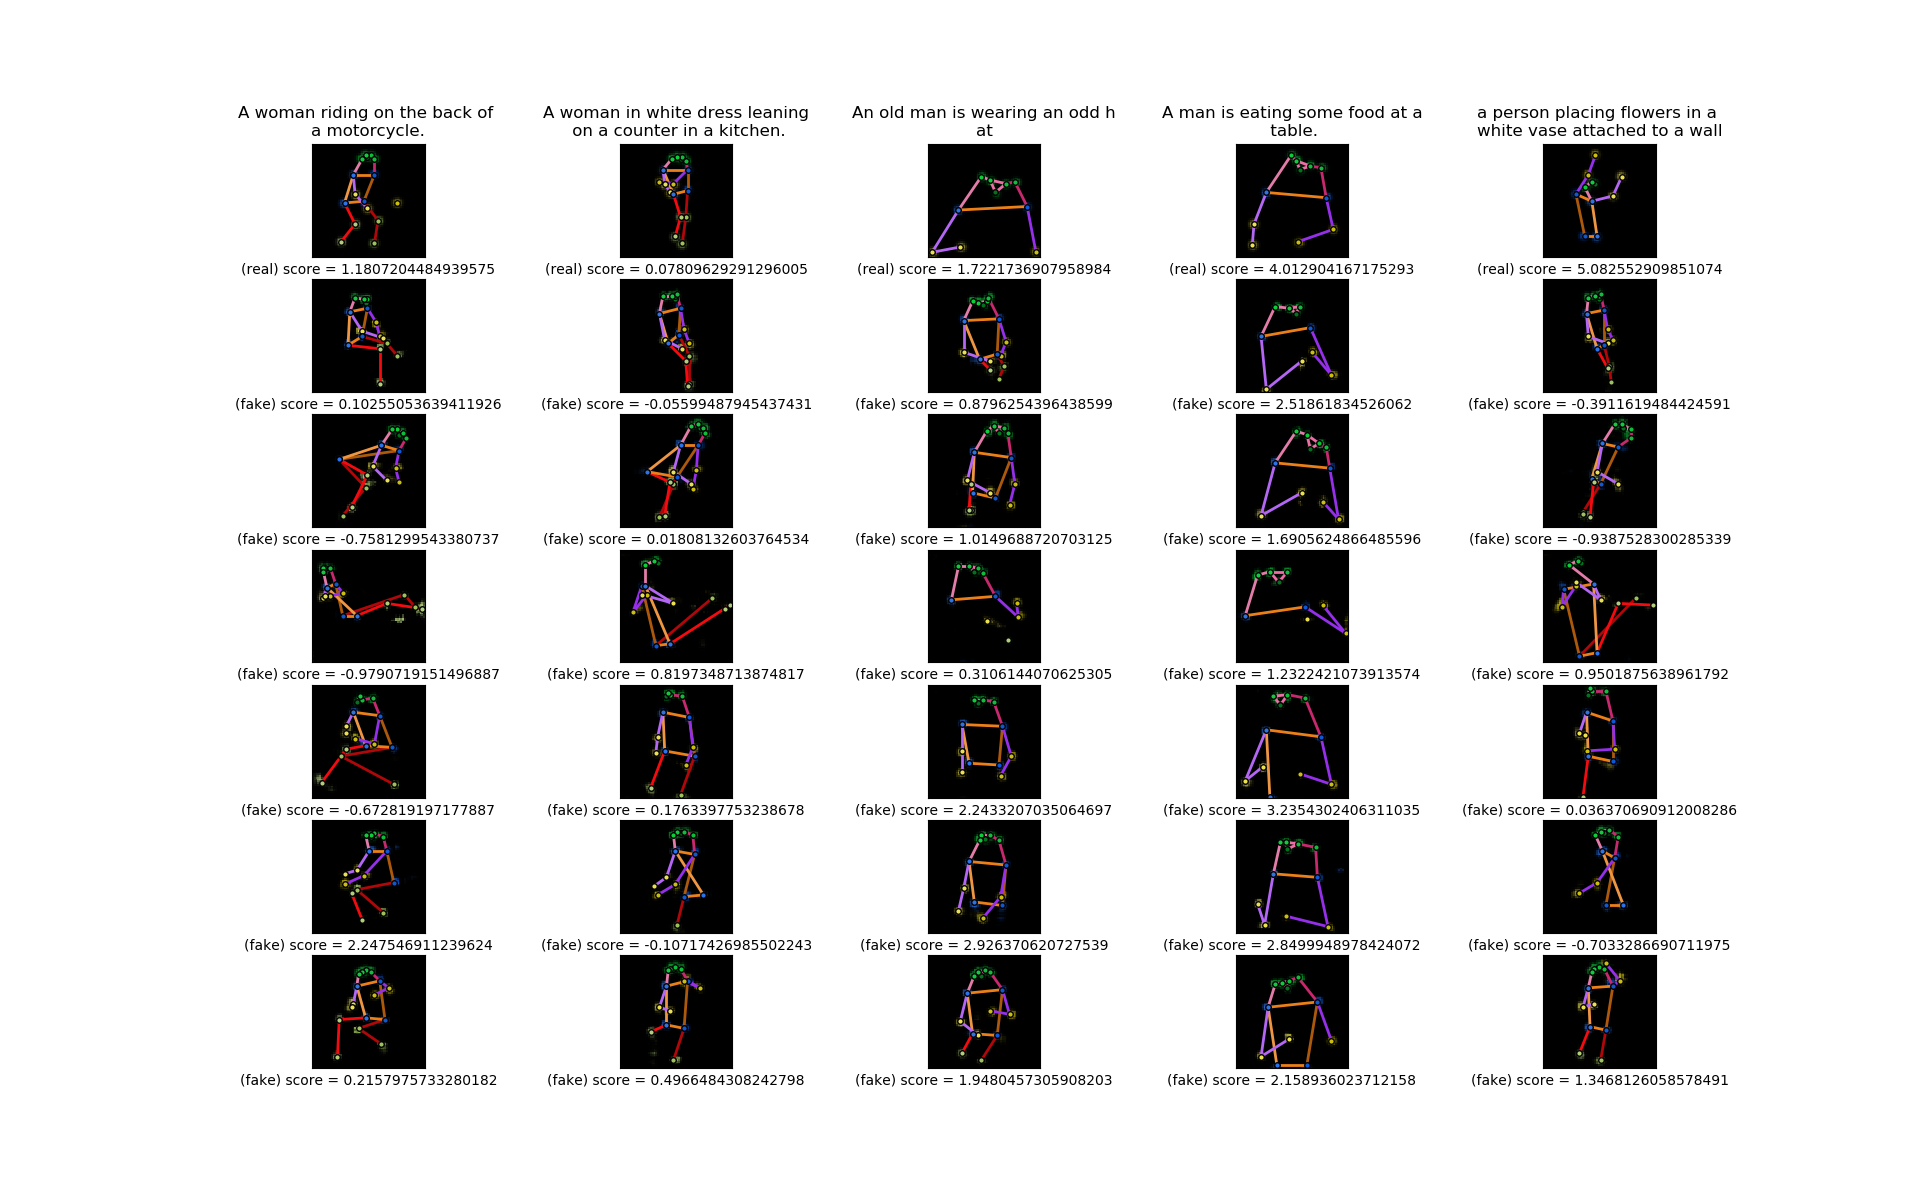 A woman riding on the back of
a motorcycle.
A woman in white dress leaning
on a counter in a kitchen.
An old man is wearing an odd h
at
A man is eating some food at a
table.
a person placing flowers in a
white vase attached to a wall
(real) score = 1.1807204484939575
(real) score = 0.07809629291296005
(real) score = 1.7221736907958984
(real) score = 4.012904167175293
(real) score = 5.082552909851074
(fake) score = 0.10255053639411926
(fake) score = -0.05599487945437431
(fake) score = 0.8796254396438599
(fake) score = 2.51861834526062
(fake) score = -0.3911619484424591
(fake) score = -0.7581299543380737
(fake) score = 0.01808132603764534
(fake) score = 1.0149688720703125
(fake) score = 1.6905624866485596
(fake) score = -0.9387528300285339
(fake) score = -0.9790719151496887
(fake) score = 0.8197348713874817
(fake) score = 0.3106144070625305
(fake) score = 1.2322421073913574
(fake) score = 0.9501875638961792
(fake) score = -0.672819197177887
(fake) score = 0.1763397753238678
(fake) score = 2.2433207035064697
(fake) score = 3.2354302406311035
(fake) score = 0.036370690912008286
(fake) score = 2.247546911239624
(fake) score = -0.10717426985502243
(fake) score = 2.926370620727539
(fake) score = 2.8499948978424072
(fake) score = -0.7033286690711975
(fake) score = 0.2157975733280182
(fake) score = 0.4966484308242798
(fake) score = 1.9480457305908203
(fake) score = 2.158936023712158
(fake) score = 1.3468126058578491